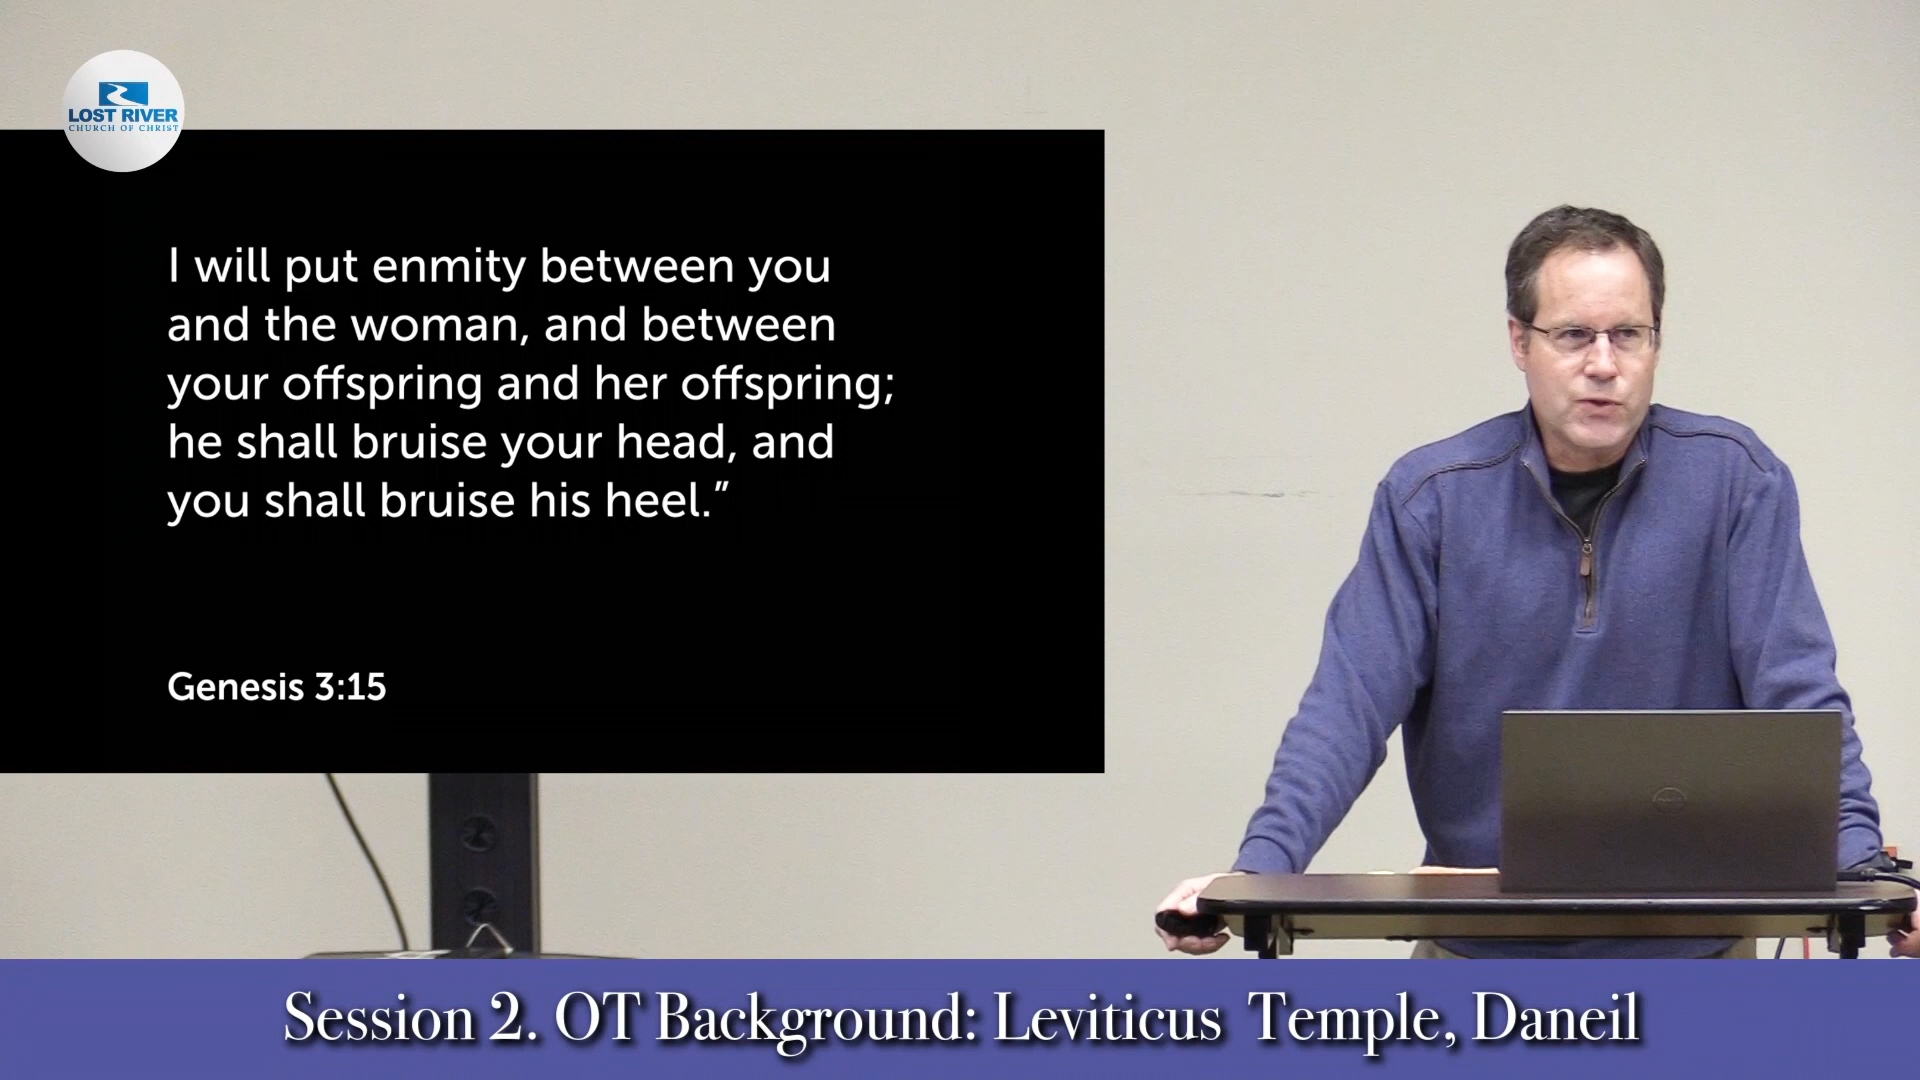 LOST RIVER
CHURCH OF CHRIST
I will put enmity between you
and the woman, and between
your offspring and her offspring;
he shall bruise your head, and
you shall bruise his heel.”
Genesis 3:15
Session 2. OT Background: Leviticus Temple, Daneil